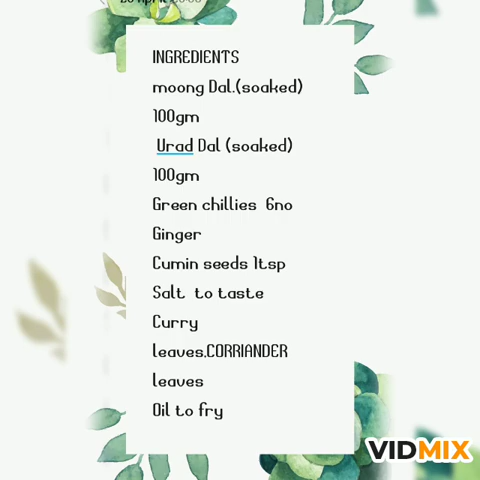 INGREDIENTS
moong Dal.(soaked)
100gm
Urad Dal (soaked)
100gm
Green chillies 6no
Ginger
Cumin seeds 1tsp
Salt to taste
Curry
leaves.CORRIANDER
leaves
Oil to fry
VIDMIX